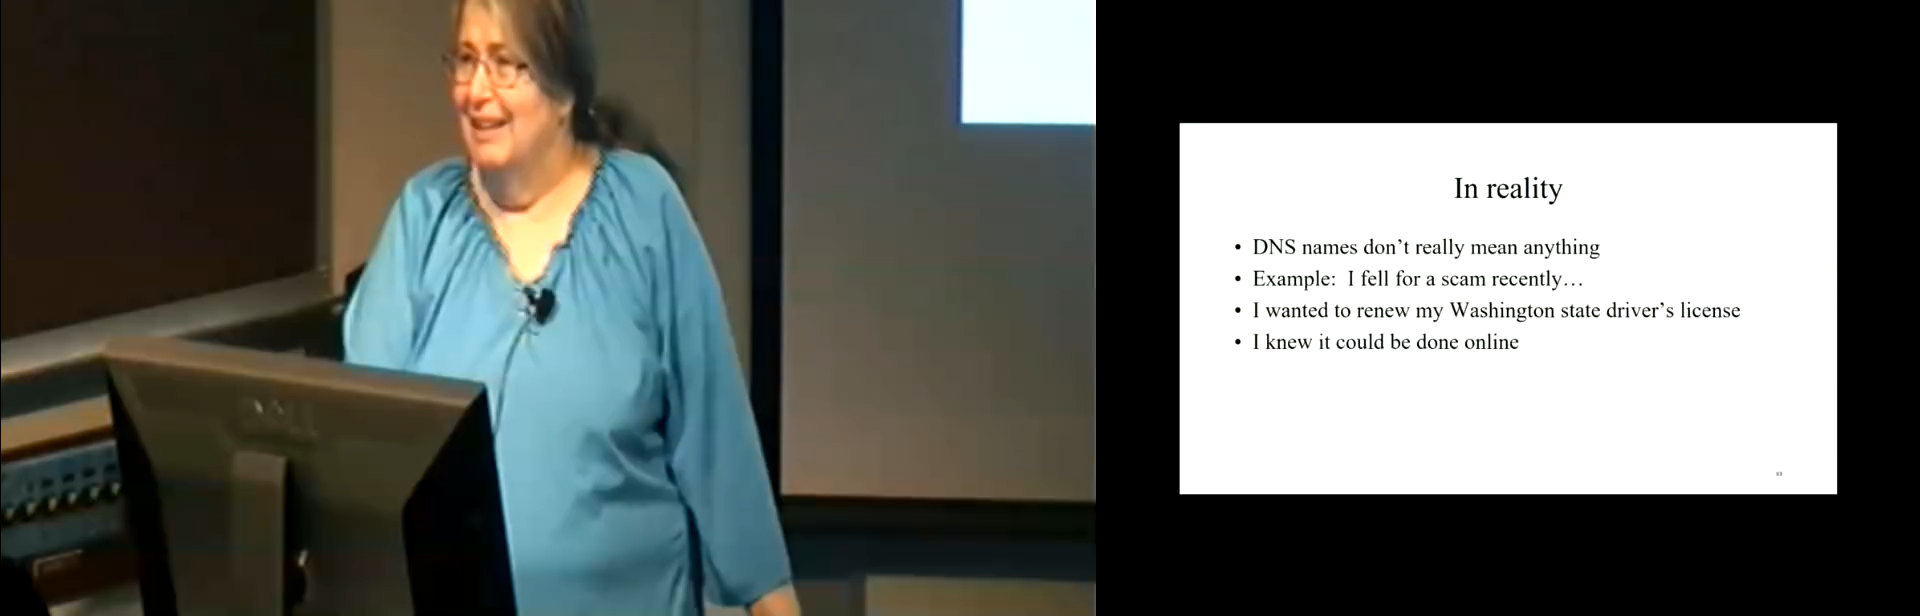 DELL
In reality
• DNS names don’t really mean anything
• Example:  I fell for a scam recently…
• I wanted to renew my Washington state driver’s license
• I knew it could be done online